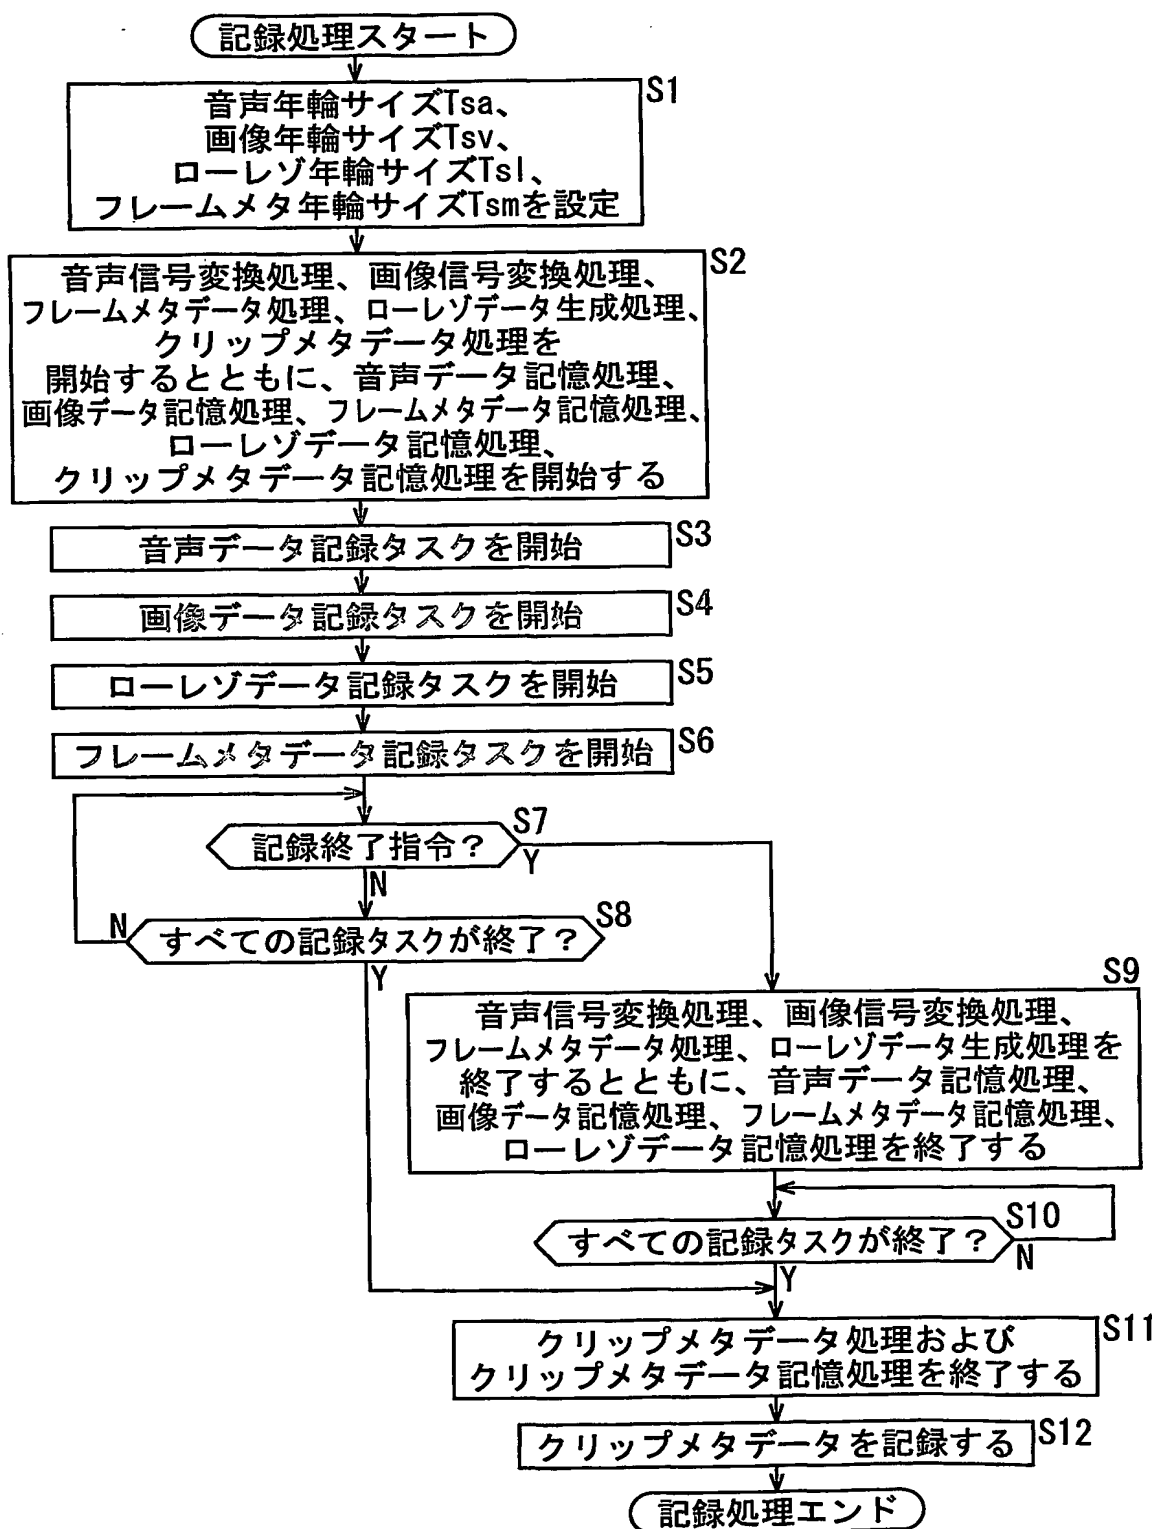 記録処理スタート
S1
音声年輪サイズTsa、
画像年輪サイズTsv、
ローレゾ年輪サイズTsl、
フレームメタ年輪サイズTsmを設定
S2
音声信号変換処理、画像信号変換処理、
フレームメタデータ処理、ローレゾデータ生成処理、
クリップメタデータ処理を
開始するとともに、音声データ記憶処理、
画像データ記憶処理、フレームメタデータ記憶処理、
ローレゾデータ記憶処理、
クリップメタデータ記憶処理を開始する
S3
音声データ記録タスクを開始
S4
画像データ記録タスクを開始
S5
ローレゾデータ記録タスクを開始
S6
フレームメタデータ記録タスクを開始
S7
記録終了指令？
Y
N
S8
N
すべての記録タスクが終了？
Y
S9
音声信号変換処理、画像信号変換処理、
フレームメタデータ処理、ローレゾデータ生成処理を
終了するとともに、音声データ記憶処理、
画像データ記憶処理、フレームメタデータ記憶処理、
ローレゾデータ記憶処理を終了する
S10
すべての記録タスクが終了？
N
Y
S11
クリップメタデータ処理および
クリップメタデータ記憶処理を終了する
S12
クリップメタデータを記録する
記録処理エンド